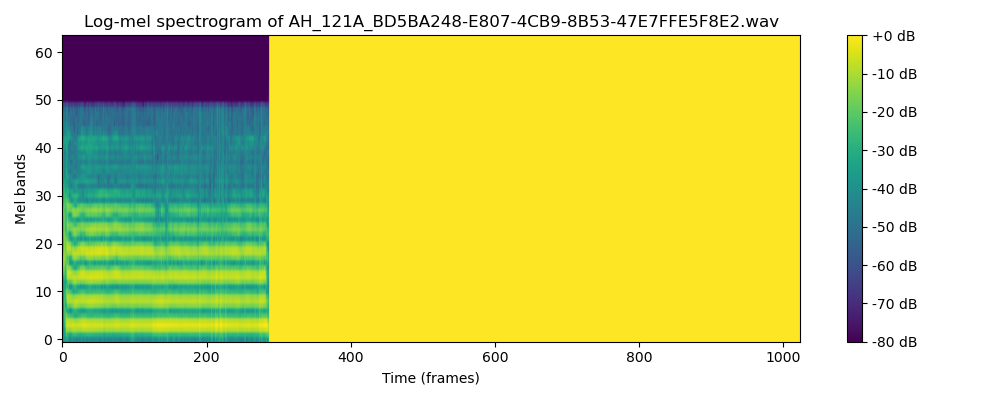 Log-mel spectrogram of AH_121A_BD5BA248-E807-4CB9-8B53-47E7FFE5F8E2.wav
60
50
40
30
20
10
0
Mel bands
0 200 400 600 800 1000
Time (frames)
+0 dB
-10 dB
-20 dB
-30 dB
-40 dB
-50 dB
-60 dB
-70 dB
-80 dB